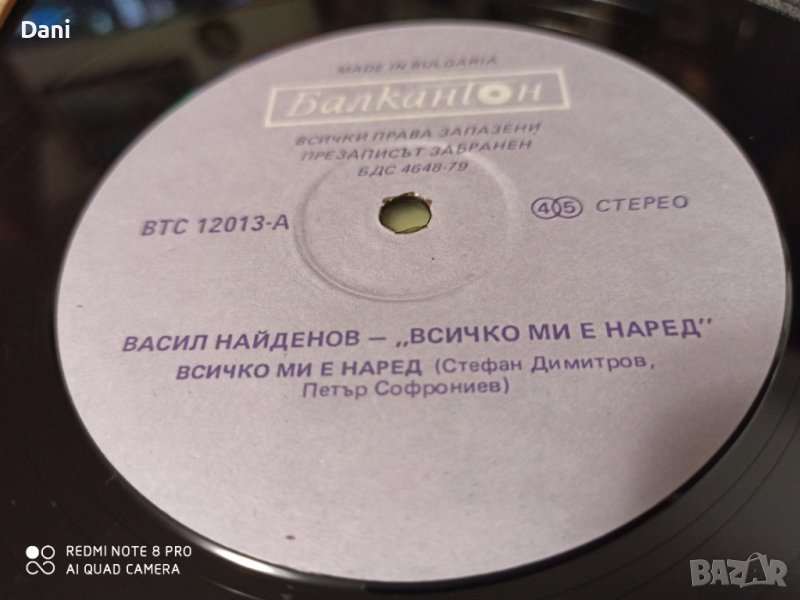 Dani
MADE IN BULGARIA
Балкантон
ВСИЧКИ ПРАВА ЗАПАЗЕНИ
ПРЕЗАПИСЪТ ЗАБРАНЕН
БДС 4648-79
ВТС 12013-А
45 СТЕРЕО
ВАСИЛ НАЙДЕНОВ – „ВСИЧКО МИ Е НАРЕД"
ВСИЧКО МИ Е НАРЕД (Стефан Димитров,
Петър Софрониев)
REDMI NOTE 8 PRO
AI QUAD CAMERA
BAZAR